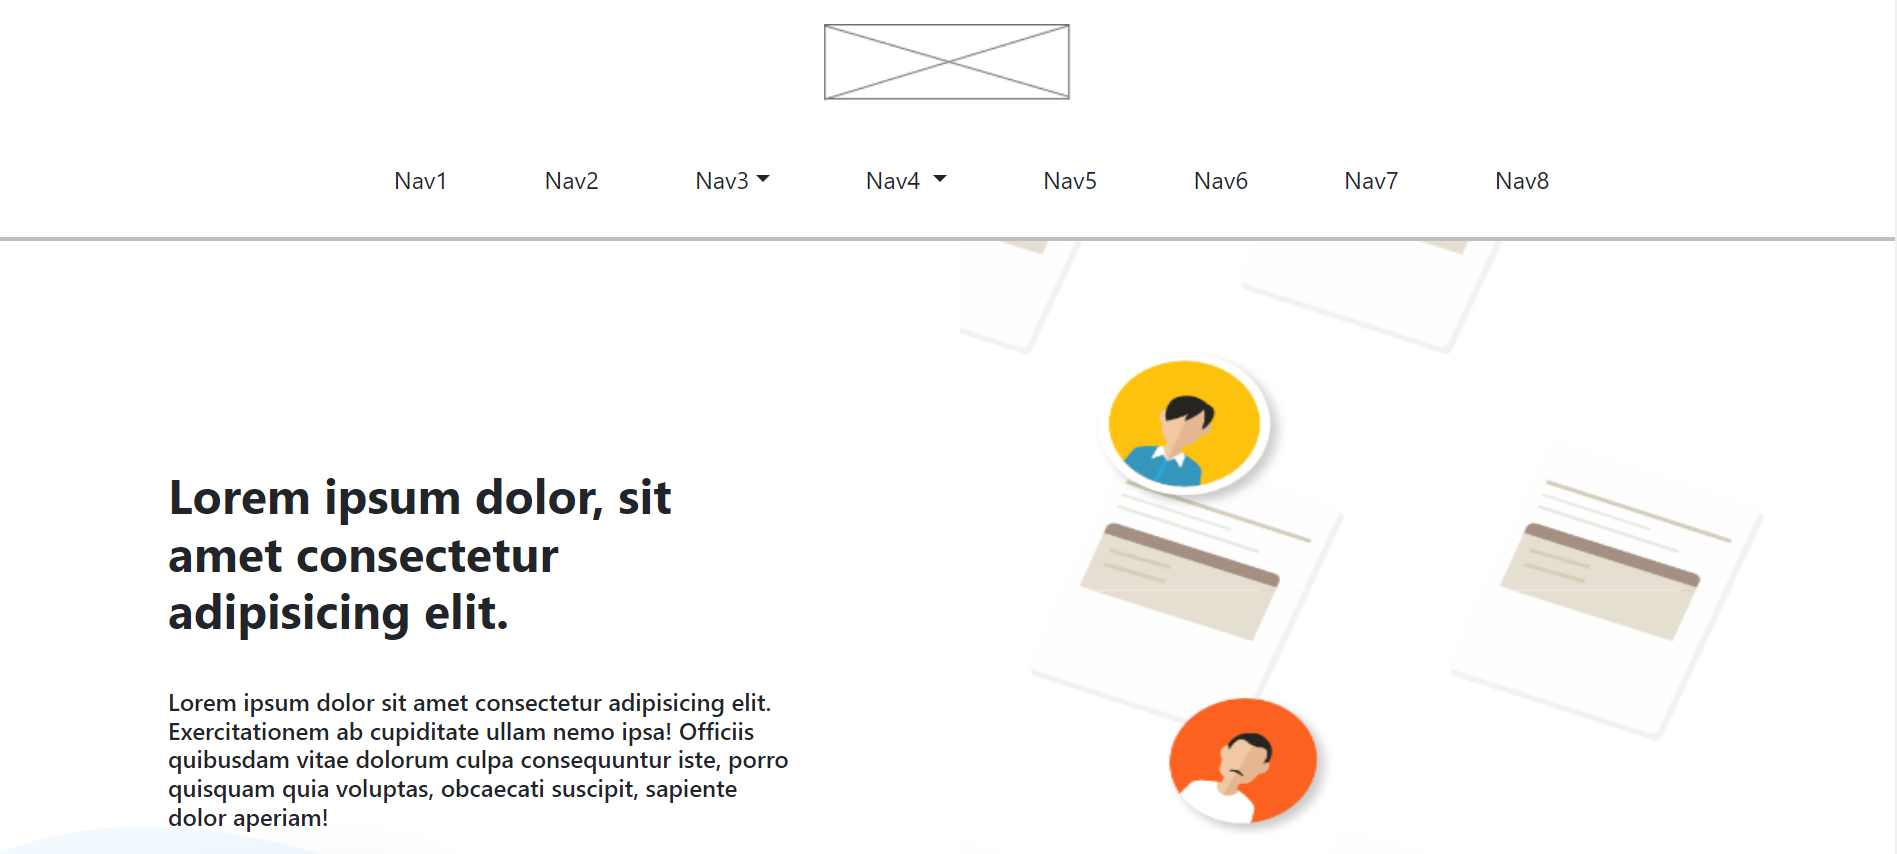 Nav1 Nav2 Nav3 Nav4 Nav5 Nav6 Nav7 Nav8
Lorem ipsum dolor, sit
amet consectetur
adipisicing elit.
Lorem ipsum dolor sit amet consectetur adipisicing elit.
Exercitationem ab cupiditate ullam nemo ipsa! Officiis
quibusdam vitae dolorum culpa consequuntur iste, porro
quisquam quia voluptas, obcaecati suscipit, sapiente
dolor aperiam!